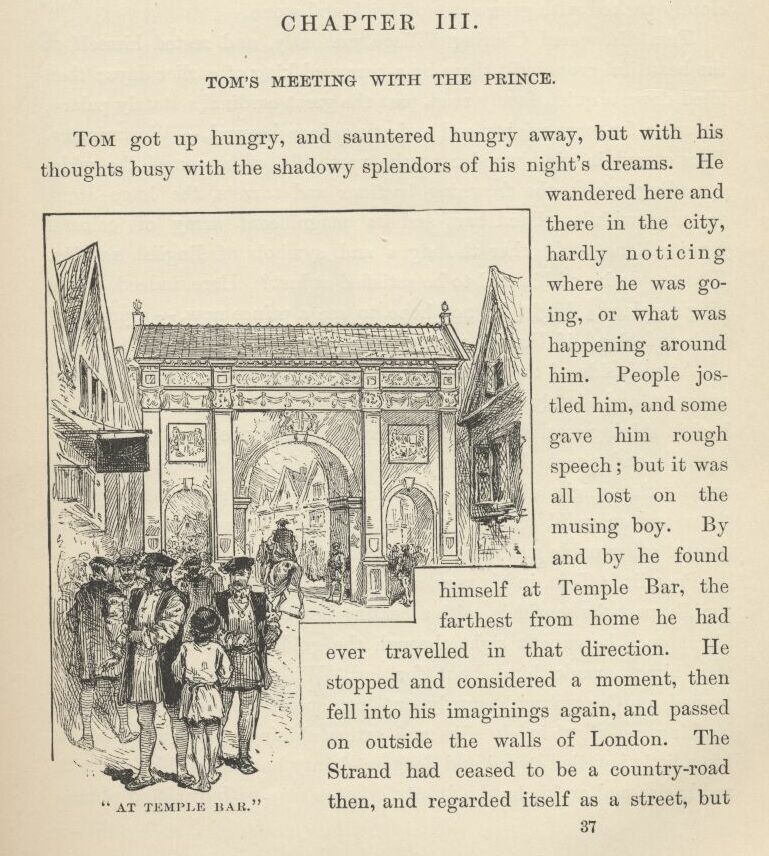 CHAPTER III.
TOM'S MEETING WITH THE PRINCE.
TOM got up hungry, and sauntered hungry away, but with his
thoughts busy with the shadowy splendors of his night's dreams. He
wandered here and
there in the city,
hardly noticing
where he was go-
ing, or what was
happening around
him. People jos-
tled him, and some
gave him rough
speech; but it was
all lost on the
musing boy. By
and by he found
himself at Temple Bar, the
farthest from home he had
ever travelled in that direction. He
stopped and considered a moment, then
fell into his imaginings again, and passed
on outside the walls of London. The
Strand had ceased to be a country-road
then, and regarded itself as a street, but
"AT TEMPLE BAR."
37